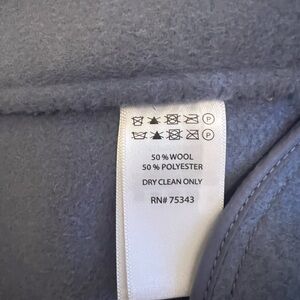 P
P
50 % WOOL
50 % POLYESTER
DRY CLEAN ONLY
RN# 75343